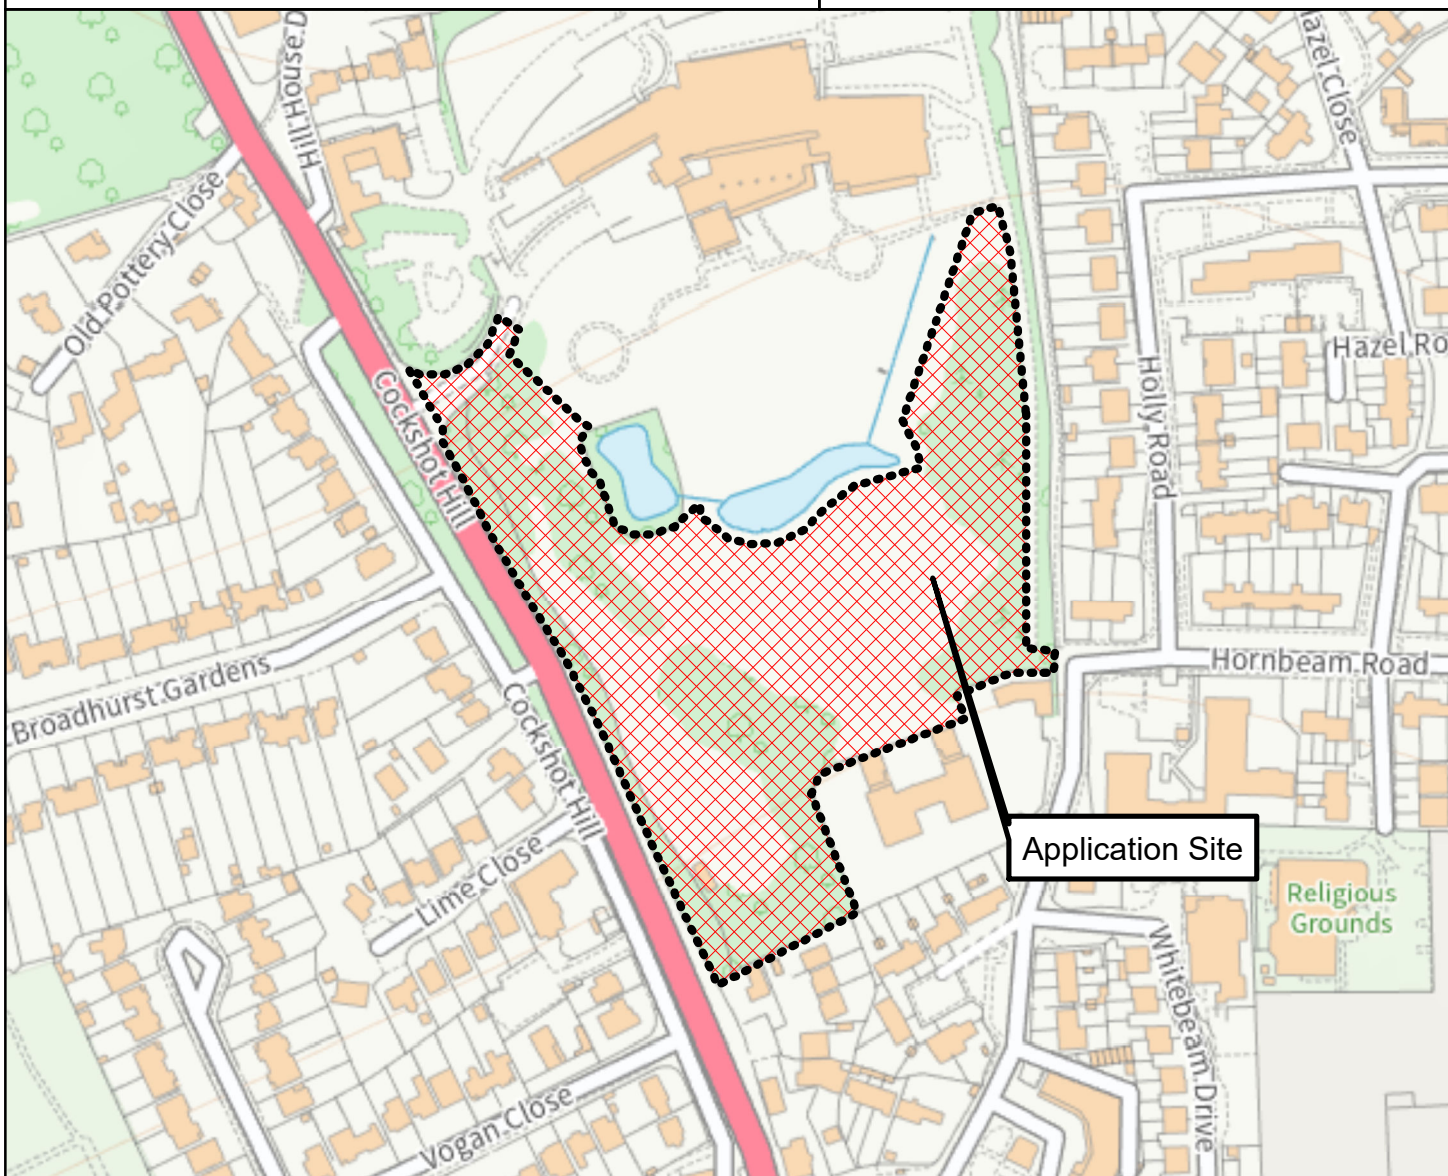 Hill House D
Hazel Close
Old Pottery Close
Hazel Ro
Cockshot Hill
Holly Road
Hornbeam Road
Broadhurst Gardens
Cockshot Hill
Application Site
Lime Close
Religious
Grounds
Whitebeam Drive
Vogan Close